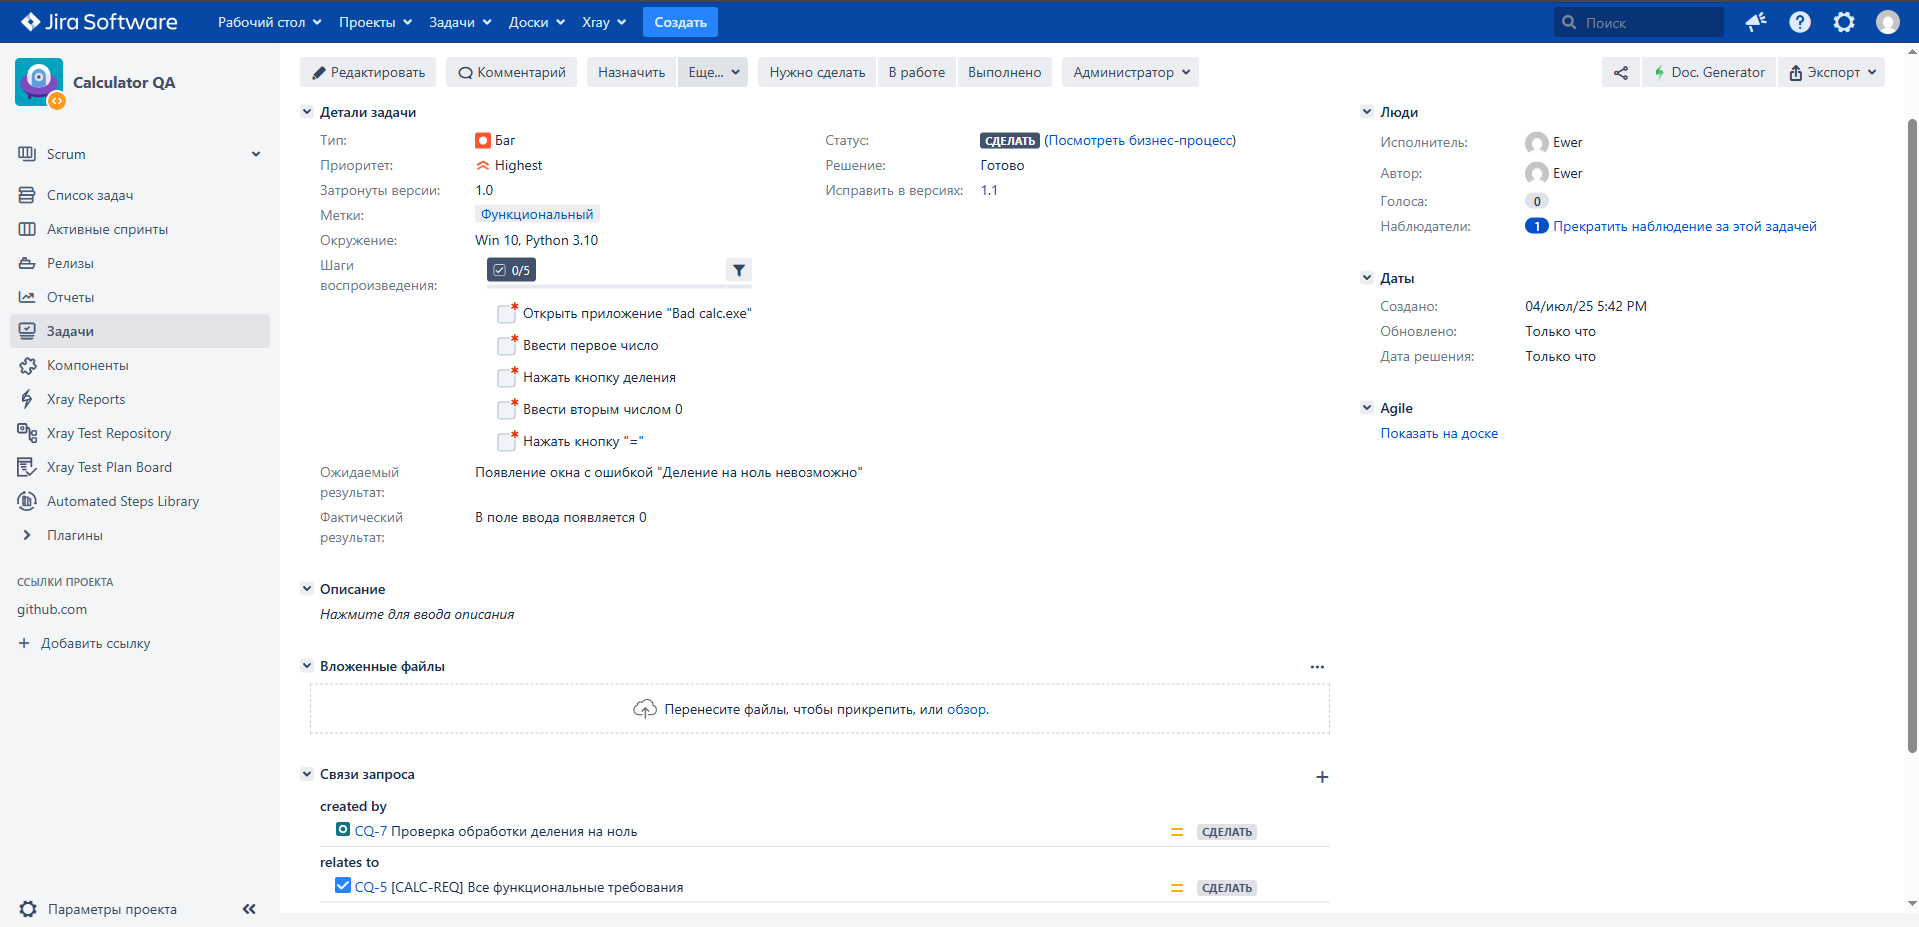 Jira Software
Рабочий стол
Проекты
Задачи
Доски
Xray
Создать
Поиск
Calculator QA
Scrum
Список задач
Активные спринты
Релизы
Отчеты
Задачи
Компоненты
Xray Reports
Xray Test Repository
Xray Test Plan Board
Automated Steps Library
Плагины
ССЫЛКИ ПРОЕКТА
github.com
+ Добавить ссылку
Параметры проекта
Редактировать
Комментарий
Назначить
Еще...
Нужно сделать
В работе
Выполнено
Администратор
Doc. Generator
Экспорт
Детали задачи
Тип: Баг
Приоритет: Highest
Затронуты версии: 1.0
Метки: Функциональный
Окружение: Win 10, Python 3.10
Статус: СДЕЛАТЬ (Посмотреть бизнес-процесс)
Решение: Готово
Исправить в версиях: 1.1
Шаги
воспроизведения:
0/5
* Открыть приложение "Bad calc.exe"
* Ввести первое число
* Нажать кнопку деления
* Ввести вторым числом 0
* Нажать кнопку "="
Ожидаемый
результат:
Появление окна с ошибкой "Деление на ноль невозможно"
Фактический
результат:
В поле ввода появляется 0
Описание
Нажмите для ввода описания
Вложенные файлы
Перенесите файлы, чтобы прикрепить, или обзор.
Связи запроса
created by
CQ-7 Проверка обработки деления на ноль СДЕЛАТЬ
relates to
CQ-5 [CALC-REQ] Все функциональные требования СДЕЛАТЬ
Люди
Исполнитель: Ewer
Автор: Ewer
Голоса: 0
Наблюдатели: 1 Прекратить наблюдение за этой задачей
Даты
Создано: 04/июл/25 5:42 PM
Обновлено: Только что
Дата решения: Только что
Agile
Показать на доске